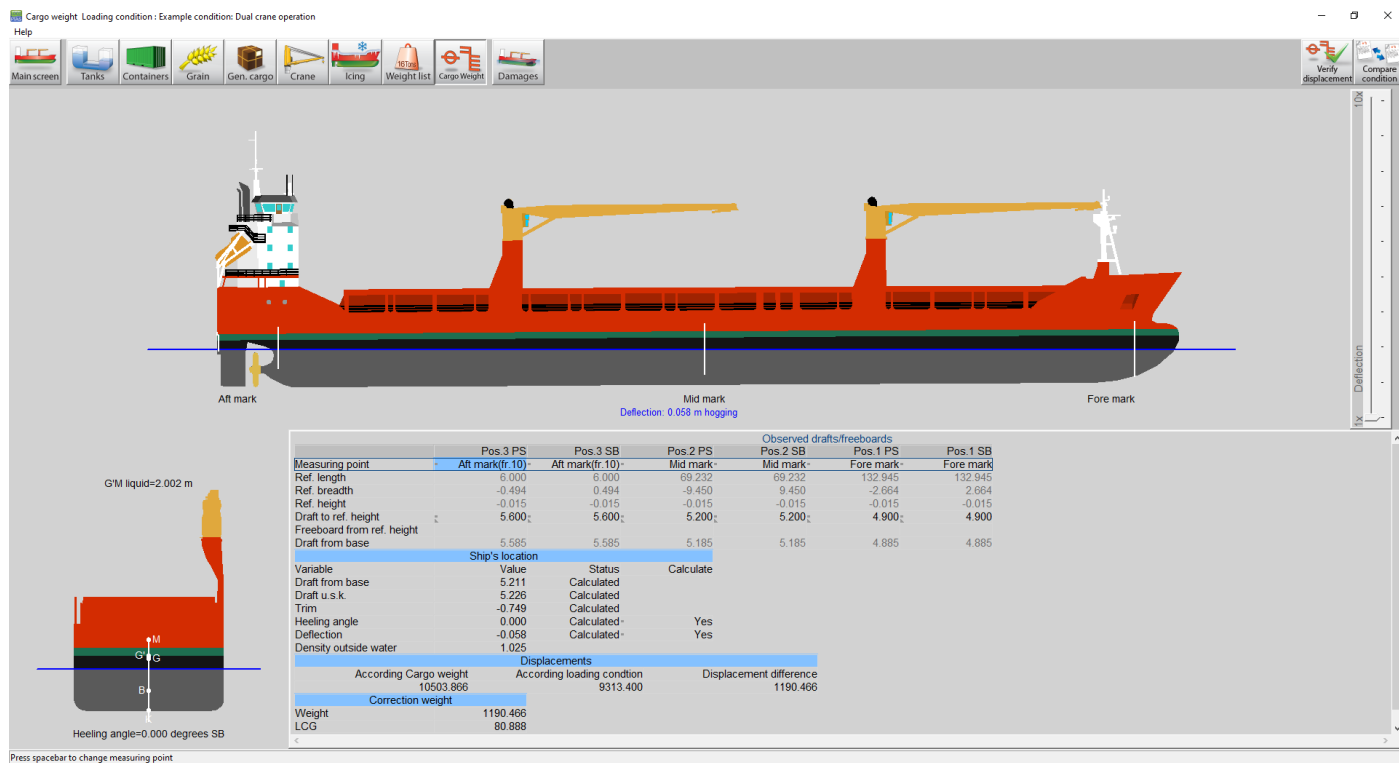 Cargo weight Loading condition : Example condition: Dual crane operation
Help
Main screen Tanks Containers Grain Gen. cargo Crane Icing 16Tons Weight list Cargo Weight Damages Verify displacement Compare condition
10x
Deflection
1x
Aft mark Mid mark Fore mark
Deflection: 0.058 m hogging
G'M liquid=2.002 m
M
G' G
B
K
Heeling angle=0.000 degrees SB
Observed drafts/freeboards
Pos.3 PS Pos.3 SB Pos.2 PS Pos.2 SB Pos.1 PS Pos.1 SB
Measuring point Aft mark(fr.10) Aft mark(fr.10) Mid mark Mid mark Fore mark Fore mark
Ref. length 6.000 6.000 69.232 69.232 132.945 132.945
Ref. breadth -0.494 0.494 -9.450 9.450 -2.664 2.664
Ref. height -0.015 -0.015 -0.015 -0.015 -0.015 -0.015
Draft to ref. height 5.600 5.600 5.200 5.200 4.900 4.900
Freeboard from ref. height
Draft from base 5.585 5.585 5.185 5.185 4.885 4.885
Ship's location
Variable Value Status Calculate
Draft from base 5.211 Calculated
Draft u.s.k. 5.226 Calculated
Trim -0.749 Calculated
Heeling angle 0.000 Calculated Yes
Deflection -0.058 Calculated Yes
Density outside water 1.025
Displacements
According Cargo weight According loading condtion Displacement difference
10503.866 9313.400 1190.466
Correction weight
Weight 1190.466
LCG 80.888
Press spacebar to change measuring point